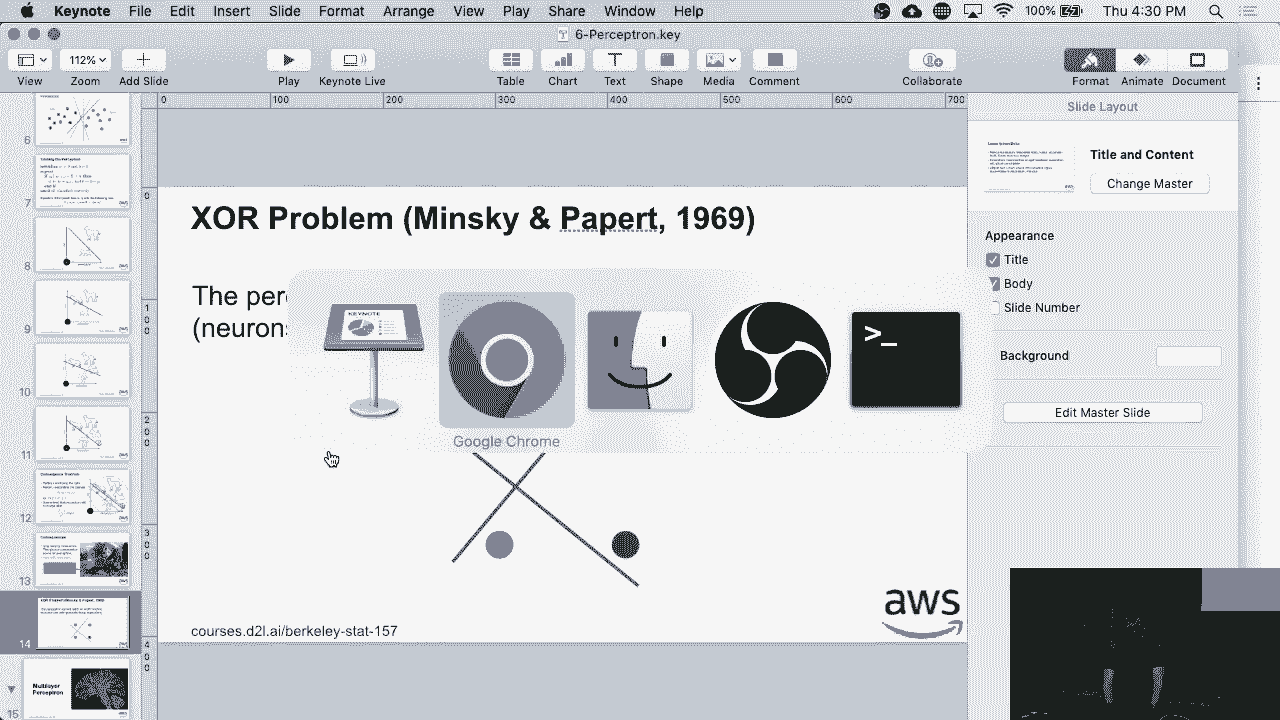 Keynote File Edit Insert Slide Format Arrange View Play Share Window Help 100% Thu 4:30 PM
6-Perceptron.key
112%
View Zoom Add Slide Play Keynote Live Table Chart Text Shape Media Comment Collaborate Format Animate Document
0 100 200 300 400 500 600 700
Slide Layout
Title and Content
Change Master
Appearance
Title
Body
Slide Number
Background
Edit Master Slide
6
7
8
9
10
11
12
13
14
15
Multilayer
Perceptron
XOR Problem (Minsky & Papert, 1969)
The per
(neuron
KEYNOTE
>_
Google Chrome
aws
courses.d2l.ai/berkeley-stat-157